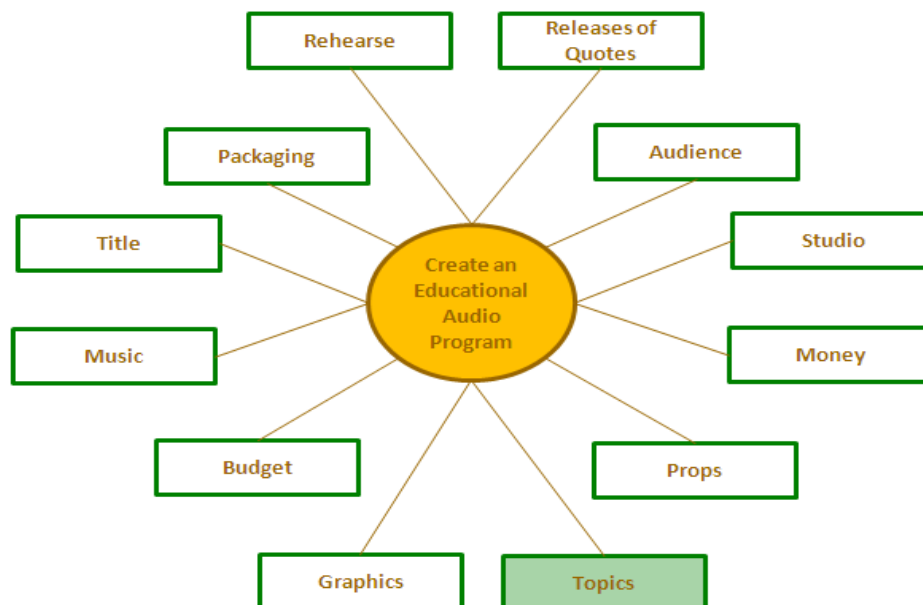 Rehearse
Releases of
Quotes
Packaging
Audience
Title
Studio
Create an
Educational
Audio
Program
Music
Money
Budget
Props
Graphics
Topics